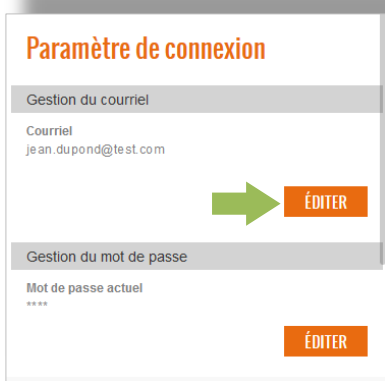 Paramètre de connexion
Gestion du courriel
Courriel
jean.dupond@test.com
ÉDITER
Gestion du mot de passe
Mot de passe actuel
****
ÉDITER